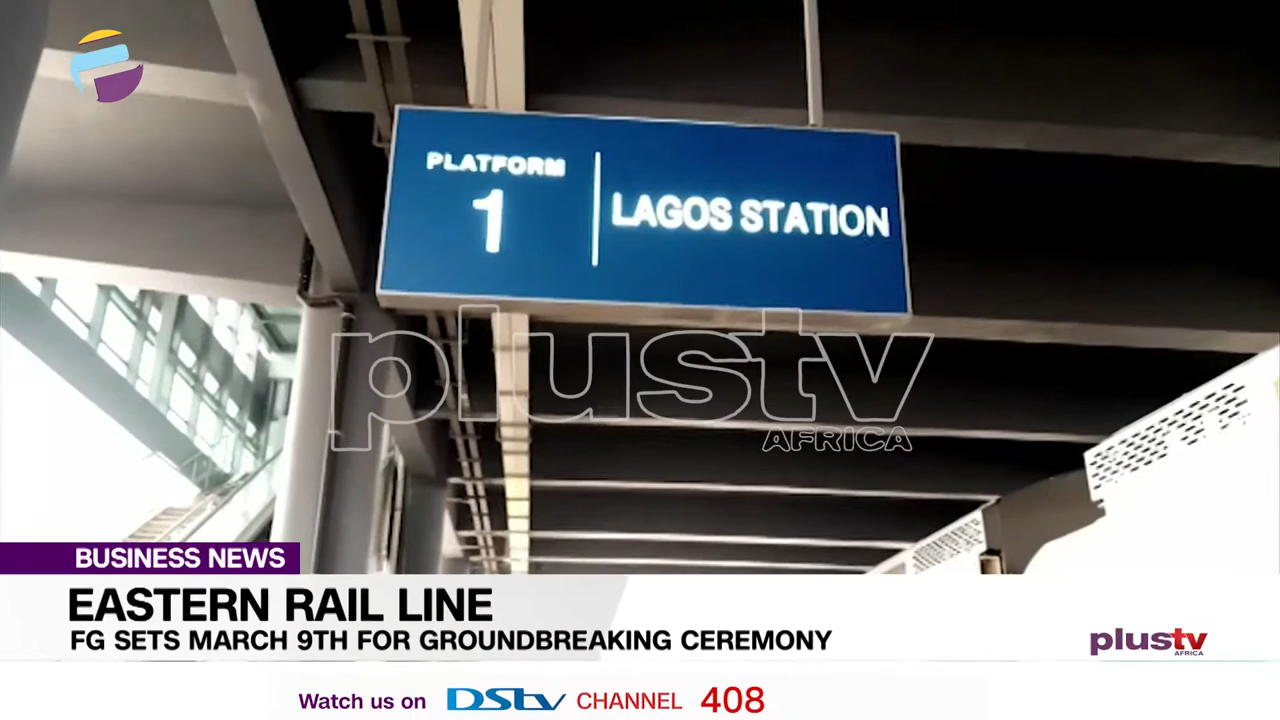 PLATFORM
1
LAGOS STATION
plustv
AFRICA
BUSINESS NEWS
EASTERN RAIL LINE
FG SETS MARCH 9TH FOR GROUNDBREAKING CEREMONY
plustv
AFRICA
Watch us on DStv CHANNEL 408